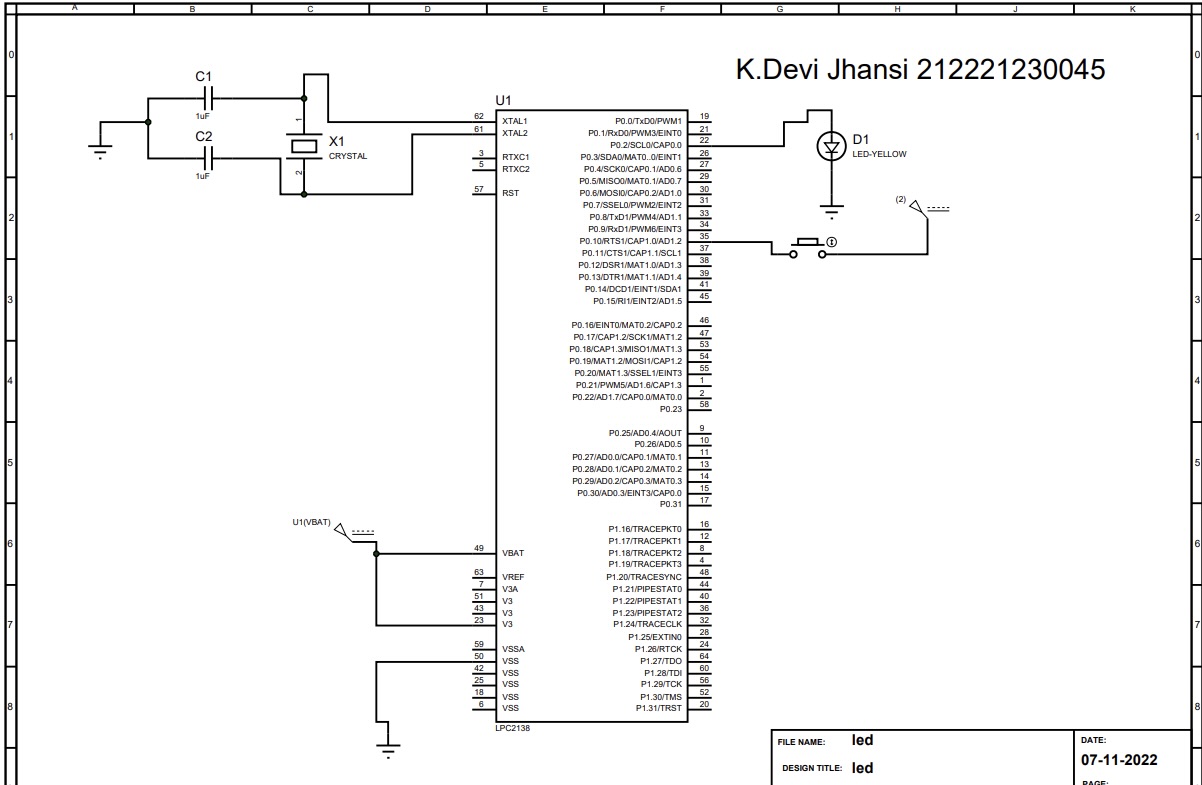 A B C D E F G H J K
0 0
1 1
2 2
3 3
4 4
5 5
6 6
7 7
8 8
K.Devi Jhansi 212221230045
C1
1uF
C2
1uF
1
2
X1
CRYSTAL
U1
62 XTAL1
61 XTAL2
3 RTXC1
5 RTXC2
57 RST
49 VBAT
63 VREF
7 V3A
51 V3
43 V3
23 V3
59 VSSA
50 VSS
42 VSS
25 VSS
18 VSS
6 VSS
P0.0/TxD0/PWM1 19
P0.1/RxD0/PWM3/EINT0 21
P0.2/SCL0/CAP0.0 22
P0.3/SDA0/MAT0..0/EINT1 26
P0.4/SCK0/CAP0.1/AD0.6 27
P0.5/MISO0/MAT0.1/AD0.7 29
P0.6/MOSI0/CAP0.2/AD1.0 30
P0.7/SSEL0/PWM2/EINT2 31
P0.8/TxD1/PWM4/AD1.1 33
P0.9/RxD1/PWM6/EINT3 34
P0.10/RTS1/CAP1.0/AD1.2 35
P0.11/CTS1/CAP1.1/SCL1 37
P0.12/DSR1/MAT1.0/AD1.3 38
P0.13/DTR1/MAT1.1/AD1.4 39
P0.14/DCD1/EINT1/SDA1 41
P0.15/RI1/EINT2/AD1.5 45
P0.16/EINT0/MAT0.2/CAP0.2 46
P0.17/CAP1.2/SCK1/MAT1.2 47
P0.18/CAP1.3/MISO1/MAT1.3 53
P0.19/MAT1.2/MOSI1/CAP1.2 54
P0.20/MAT1.3/SSEL1/EINT3 55
P0.21/PWM5/AD1.6/CAP1.3 1
P0.22/AD1.7/CAP0.0/MAT0.0 2
P0.23 58
P0.25/AD0.4/AOUT 9
P0.26/AD0.5 10
P0.27/AD0.0/CAP0.1/MAT0.1 11
P0.28/AD0.1/CAP0.2/MAT0.2 13
P0.29/AD0.2/CAP0.3/MAT0.3 14
P0.30/AD0.3/EINT3/CAP0.0 15
P0.31 17
P1.16/TRACEPKT0 16
P1.17/TRACEPKT1 12
P1.18/TRACEPKT2 8
P1.19/TRACEPKT3 4
P1.20/TRACESYNC 48
P1.21/PIPESTAT0 44
P1.22/PIPESTAT1 40
P1.23/PIPESTAT2 36
P1.24/TRACECLK 32
P1.25/EXTIN0 28
P1.26/RTCK 24
P1.27/TDO 64
P1.28/TDI 60
P1.29/TCK 56
P1.30/TMS 52
P1.31/TRST 20
LPC2138
D1
LED-YELLOW
(2)
U1(VBAT)
FILE NAME: led
DESIGN TITLE: led
DATE:
07-11-2022